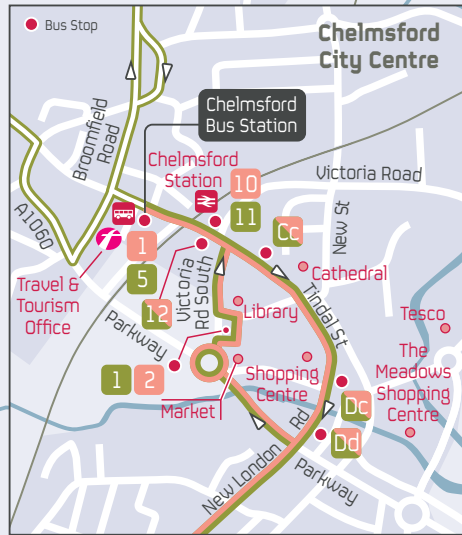 Bus Stop
Chelmsford
City Centre
Chelmsford
Bus Station
Broomfield
Road
Chelmsford
Station
10
11
Victoria Road
A1060
Cc
New St
1
5
12
Cathedral
Travel &
Tourism
Office
Victoria
Rd South
Tindal St
Library
Tesco
Parkway
1
2
Shopping
Centre
The
Meadows
Shopping
Centre
Market
Dc
Dd
New London
Rd
Parkway